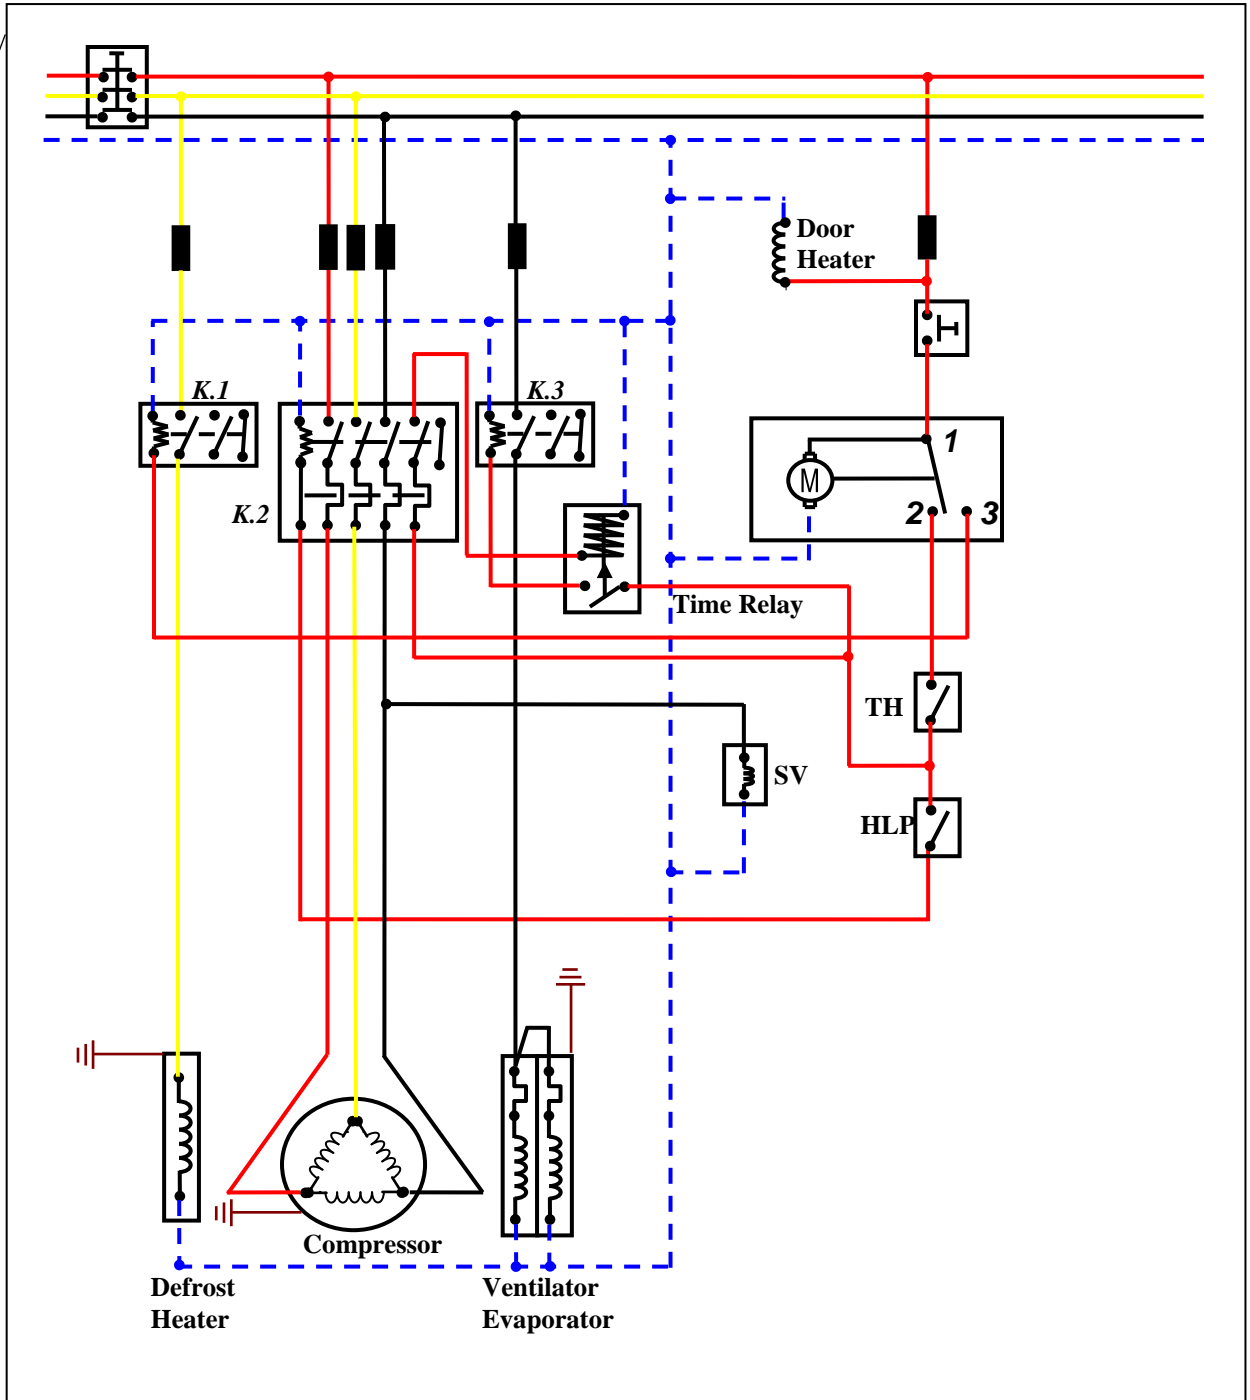 Door
Heater
K.1
K.3
1
M
2
3
K.2
Time Relay
TH
SV
HLP
Compressor
Defrost
Heater
Ventilator
Evaporator